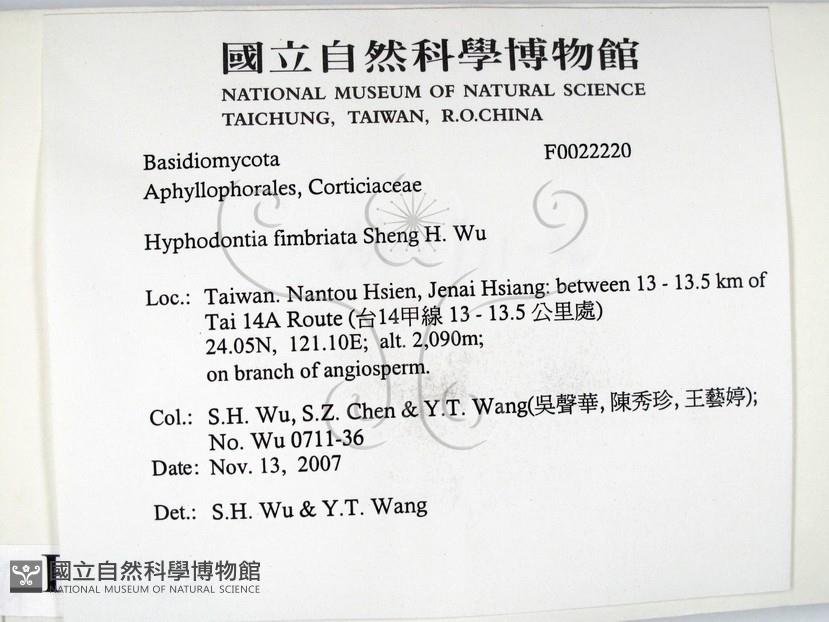 國立自然科學博物館
NATIONAL MUSEUM OF NATURAL SCIENCE
TAICHUNG, TAIWAN, R.O.CHINA
Basidiomycota F0022220
Aphyllophorales, Corticiaceae
Hyphodontia fimbriata Sheng H. Wu
Loc.: Taiwan. Nantou Hsien, Jenai Hsiang: between 13 - 13.5 km of
Tai 14A Route (台14甲線 13 - 13.5 公里處)
24.05N, 121.10E; alt. 2,090m;
on branch of angiosperm.
Col.: S.H. Wu, S.Z. Chen & Y.T. Wang(吳聲華, 陳秀珍, 王藝婷);
No. Wu 0711-36
Date: Nov. 13, 2007
Det.: S.H. Wu & Y.T. Wang
國立自然科學博物館
NATIONAL MUSEUM OF NATURAL SCIENCE